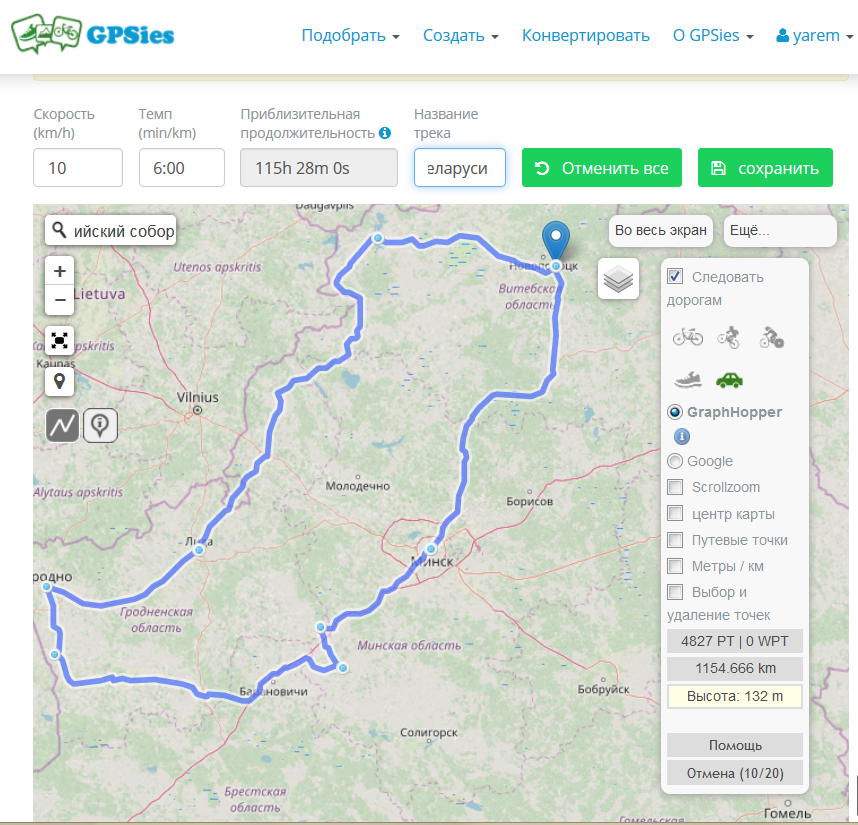 GPSies
Подобрать
Создать
Конвертировать
О GPSies
yarem
Скорость
(km/h)
Темп
(min/km)
Приблизительная
продолжительность
Название
трека
10
6:00
115h 28m 0s
еларуси
Отменить все
сохранить
Daugavpils
ийский собор
Во весь экран
Ещё...
+
−
Utenos apskritis
Lietuva
Kaunas
Vilnius
Alytaus apskritis
Витебская
область
Молодечно
Борисов
Лида
Минск
родно
Гродненская
область
Минская область
Барановичи
Бобруйск
Солигорск
Брестская
область
Гомельская
Гомель
Следовать
дорогам
GraphHopper
Google
Scrollzoom
центр карты
Путевые точки
Метры / км
Выбор и
удаление точек
4827 PT | 0 WPT
1154.666 km
Высота: 132 m
Помощь
Отмена (10/20)